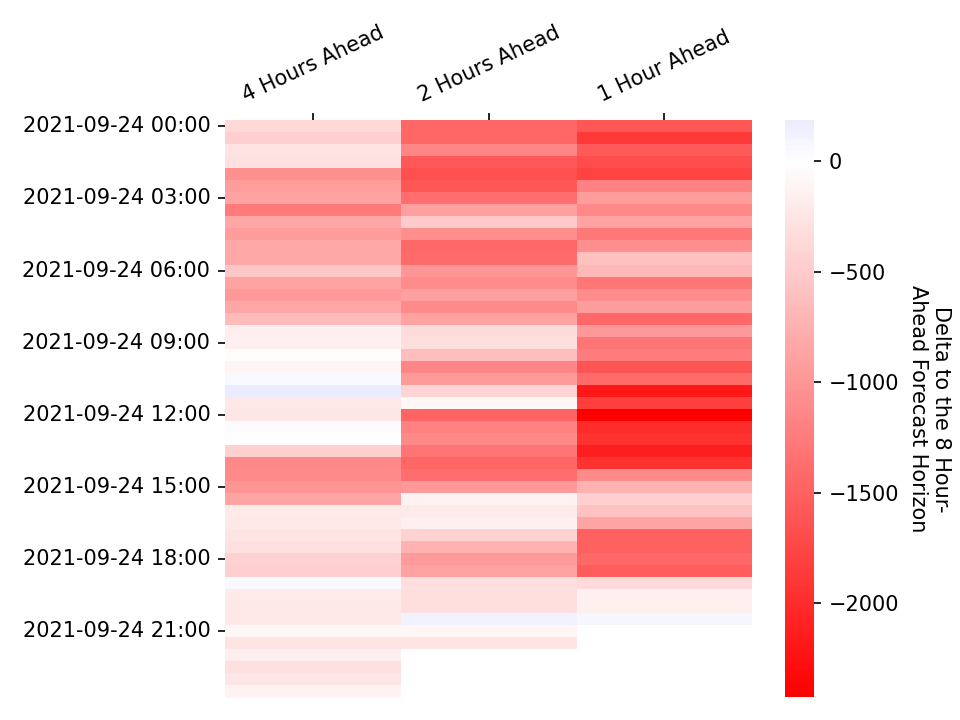 4 Hours Ahead
2 Hours Ahead
1 Hour Ahead
2021-09-24 00:00
2021-09-24 03:00
2021-09-24 06:00
2021-09-24 09:00
2021-09-24 12:00
2021-09-24 15:00
2021-09-24 18:00
2021-09-24 21:00
0
−500
−1000
−1500
−2000
Delta to the 8 Hour-
Ahead Forecast Horizon